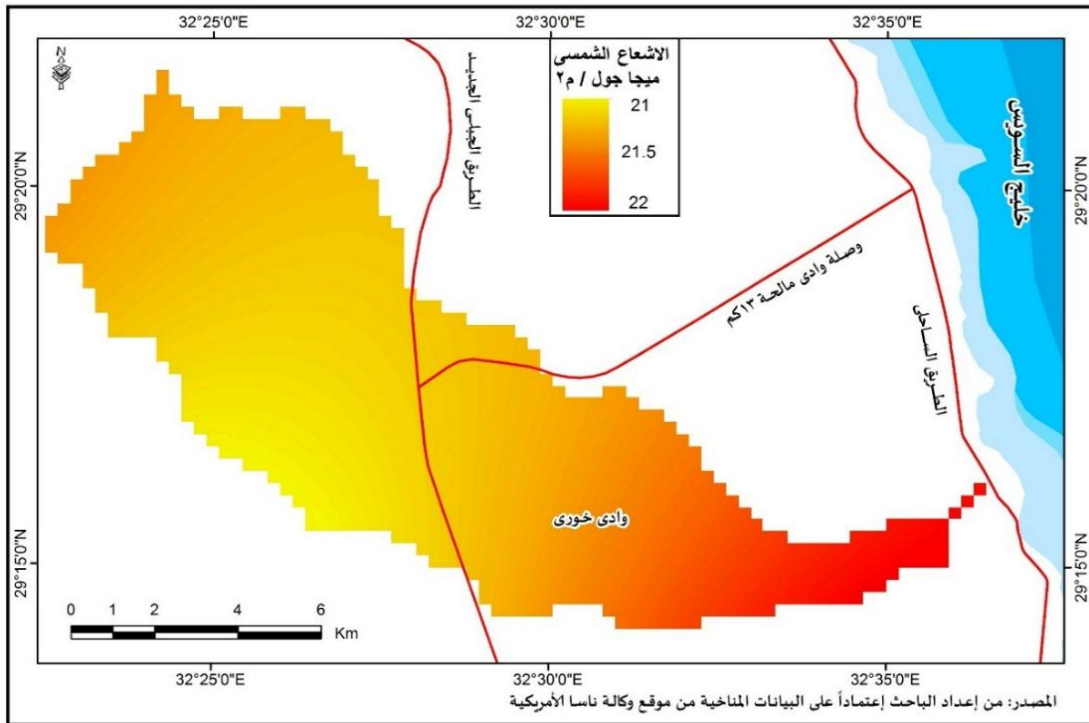 32°25'0"E
32°30'0"E
32°35'0"E
N
الاشعاع الشمسى
ميجا جول / م٢
21
21.5
22
الطريق الجبلى الجديد
خليج السويس
29°20'0"N
29°20'0"N
وصلة وادى مالحة ١٣كم
الطريق الساحلى
وادى خورى
29°15'0"N
29°15'0"N
0 1 2 4 6
Km
32°25'0"E
32°30'0"E
32°35'0"E
المصدر: من إعداد الباحث إعتماداً على البيانات المناخية من موقع وكالة ناسا الأمريكية